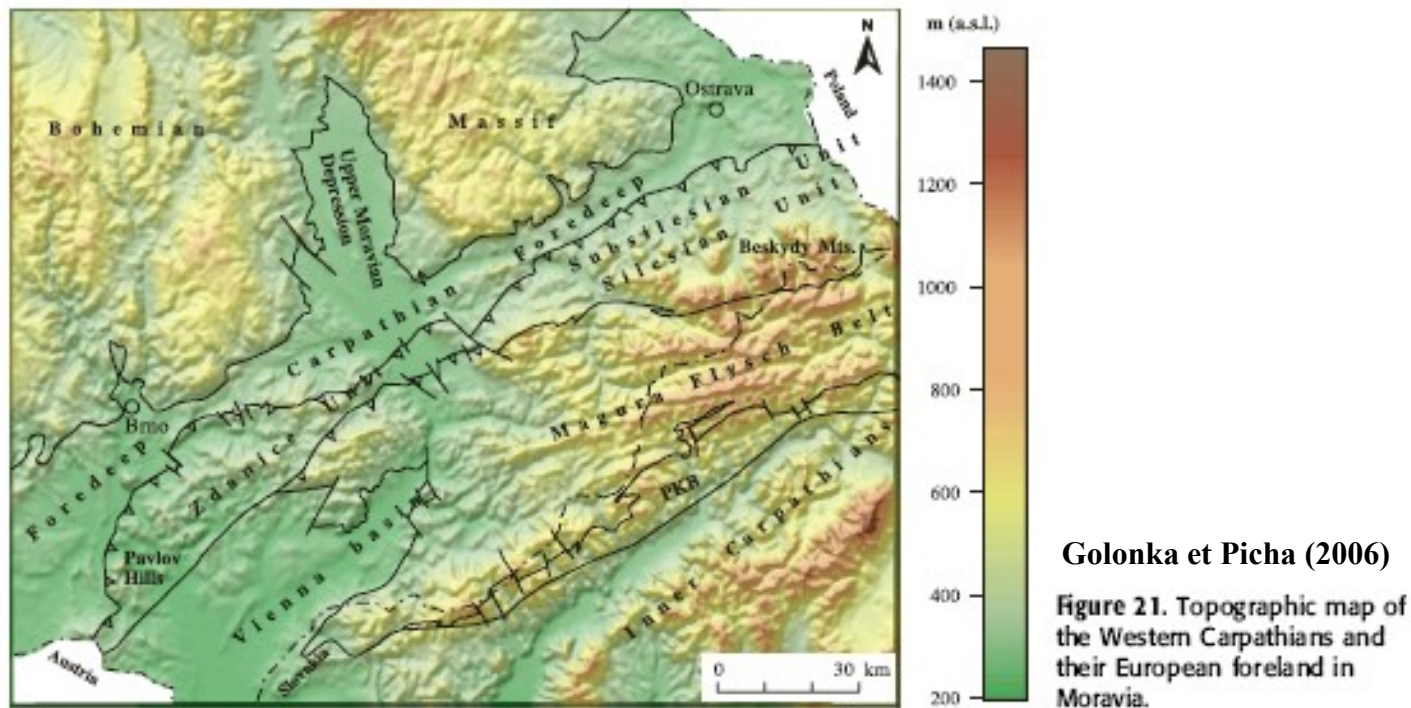 m (a.s.l.)
1400
1200
1000
800
600
400
200
N
Poland
Ostrava
Bohemian
Massif
Upper Moravian
Depression
Carpathian Foredeep
Subsilesian Unit
Silesian Unit
Beskydy Mts.
Magura Flysch Belt
Brno
Foredeep
Zdanice Unit
Pavlov
Hills
Vienna basin
PKB
Inner Carpathians
Austria
Slovakia
0 30 km
Golonka et Picha (2006)
Figure 21. Topographic map of
the Western Carpathians and
their European foreland in
Moravia.